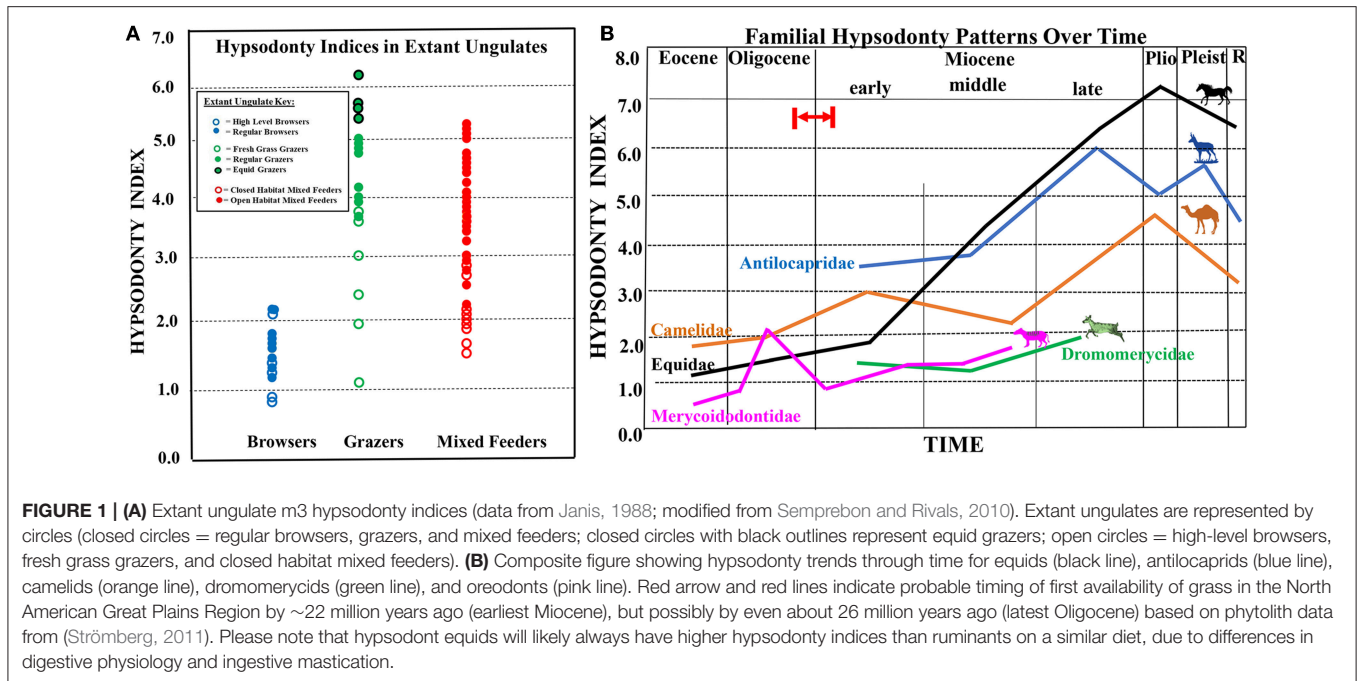 A
Hypsodonty Indices in Extant Ungulates
7.0
6.0
5.0
4.0
3.0
2.0
1.0
0.0
HYPSODONTY INDEX
Extant Ungulate Key:
= High Level Browsers
= Regular Browsers
= Fresh Grass Grazers
= Regular Grazers
= Equid Grazers
= Closed Habitat Mixed Feeders
= Open Habitat Mixed Feeders
Browsers Grazers Mixed Feeders
B
Familial Hypsodonty Patterns Over Time
8.0
7.0
6.0
5.0
4.0
3.0
2.0
1.0
0.0
HYPSODONTY INDEX
Eocene Oligocene Miocene Plio Pleist R
early middle late
Antilocapridae
Camelidae
Equidae
Dromomerycidae
Merycoidodontidae
TIME
FIGURE 1 | (A) Extant ungulate m3 hypsodonty indices (data from Janis, 1988; modified from Semprebon and Rivals, 2010). Extant ungulates are represented by
circles (closed circles = regular browsers, grazers, and mixed feeders; closed circles with black outlines represent equid grazers; open circles = high-level browsers,
fresh grass grazers, and closed habitat mixed feeders). (B) Composite figure showing hypsodonty trends through time for equids (black line), antilocaprids (blue line),
camelids (orange line), dromomerycids (green line), and oreodonts (pink line). Red arrow and red lines indicate probable timing of first availability of grass in the North
American Great Plains Region by ~22 million years ago (earliest Miocene), but possibly by even about 26 million years ago (latest Oligocene) based on phytolith data
from (Strömberg, 2011). Please note that hypsodont equids will likely always have higher hypsodonty indices than ruminants on a similar diet, due to differences in
digestive physiology and ingestive mastication.